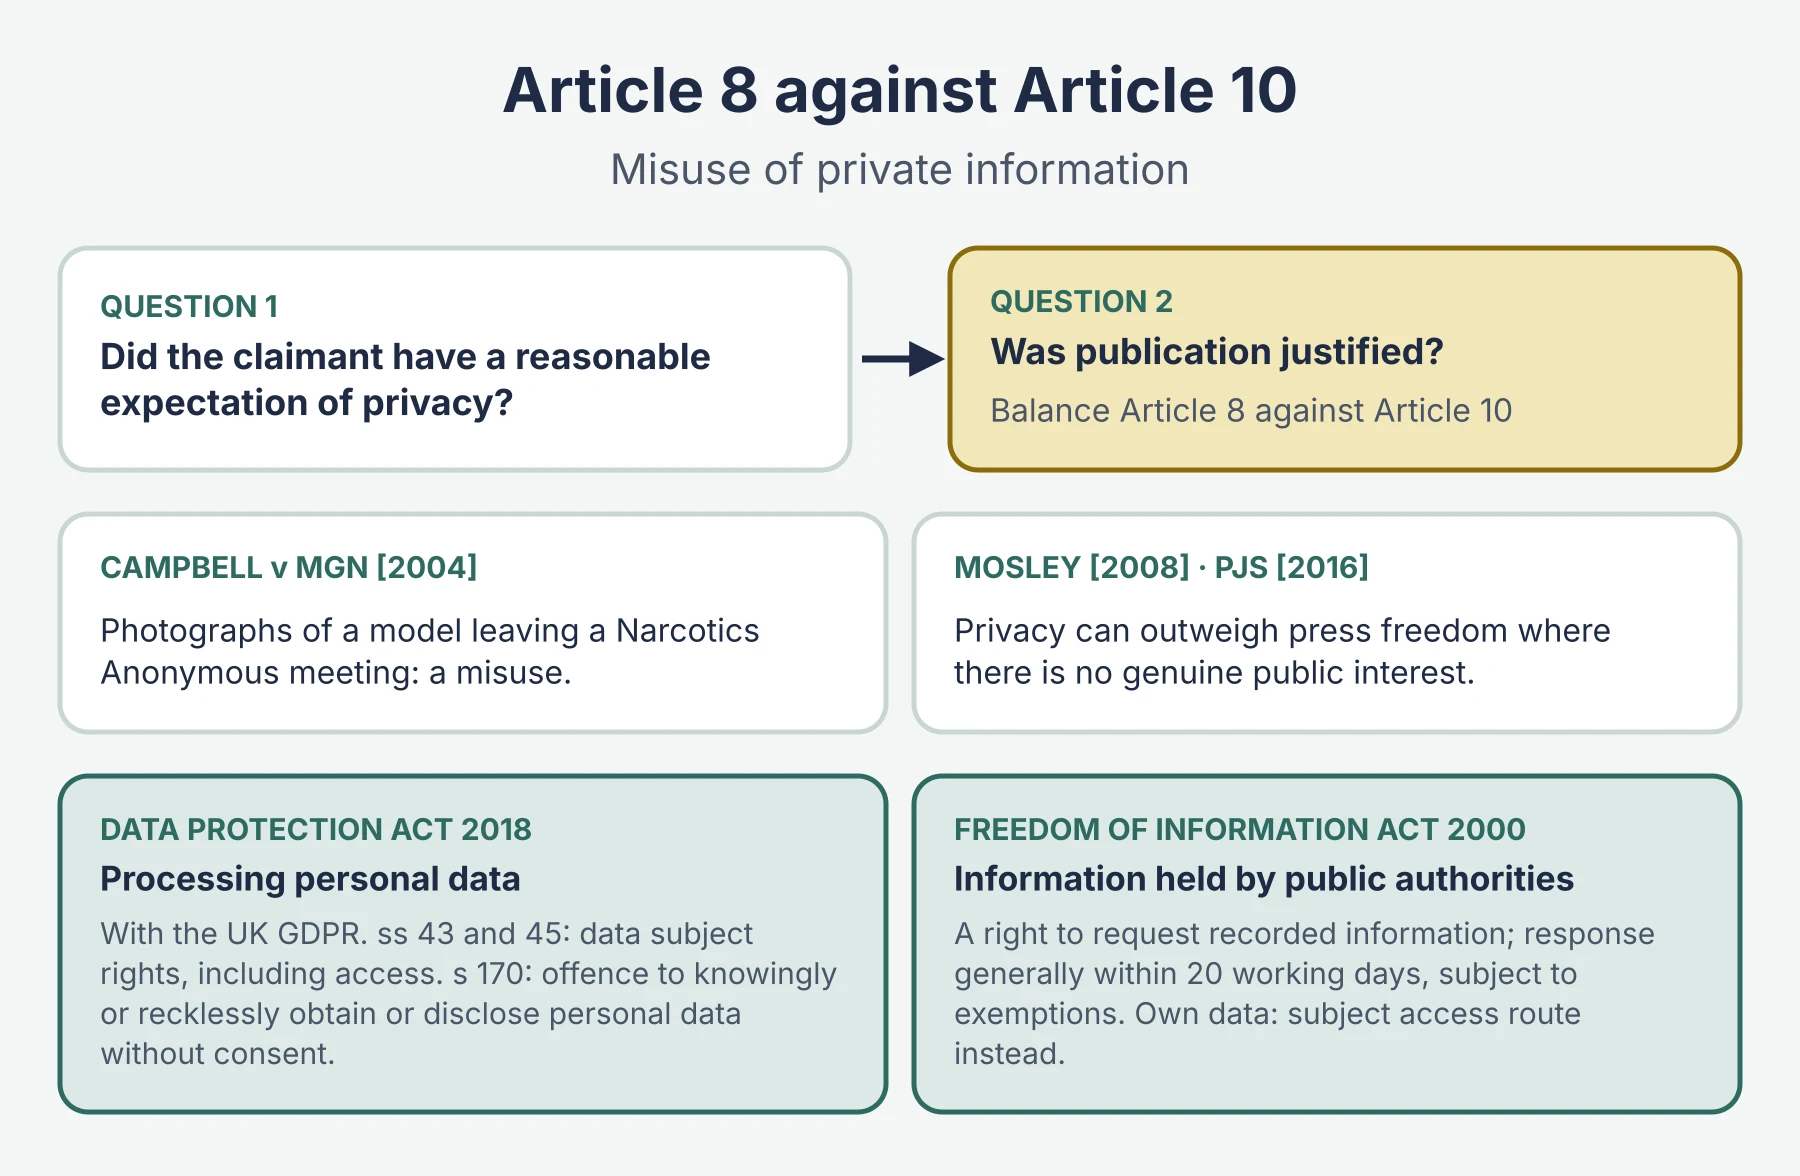 Article 8 against Article 10
Misuse of private information
QUESTION 1
Did the claimant have a reasonable
expectation of privacy?
QUESTION 2
Was publication justified?
Balance Article 8 against Article 10
CAMPBELL v MGN [2004]
Photographs of a model leaving a Narcotics
Anonymous meeting: a misuse.
MOSLEY [2008] · PJS [2016]
Privacy can outweigh press freedom where
there is no genuine public interest.
DATA PROTECTION ACT 2018
Processing personal data
With the UK GDPR. ss 43 and 45: data subject
rights, including access. s 170: offence to knowingly
or recklessly obtain or disclose personal data
without consent.
FREEDOM OF INFORMATION ACT 2000
Information held by public authorities
A right to request recorded information; response
generally within 20 working days, subject to
exemptions. Own data: subject access route
instead.